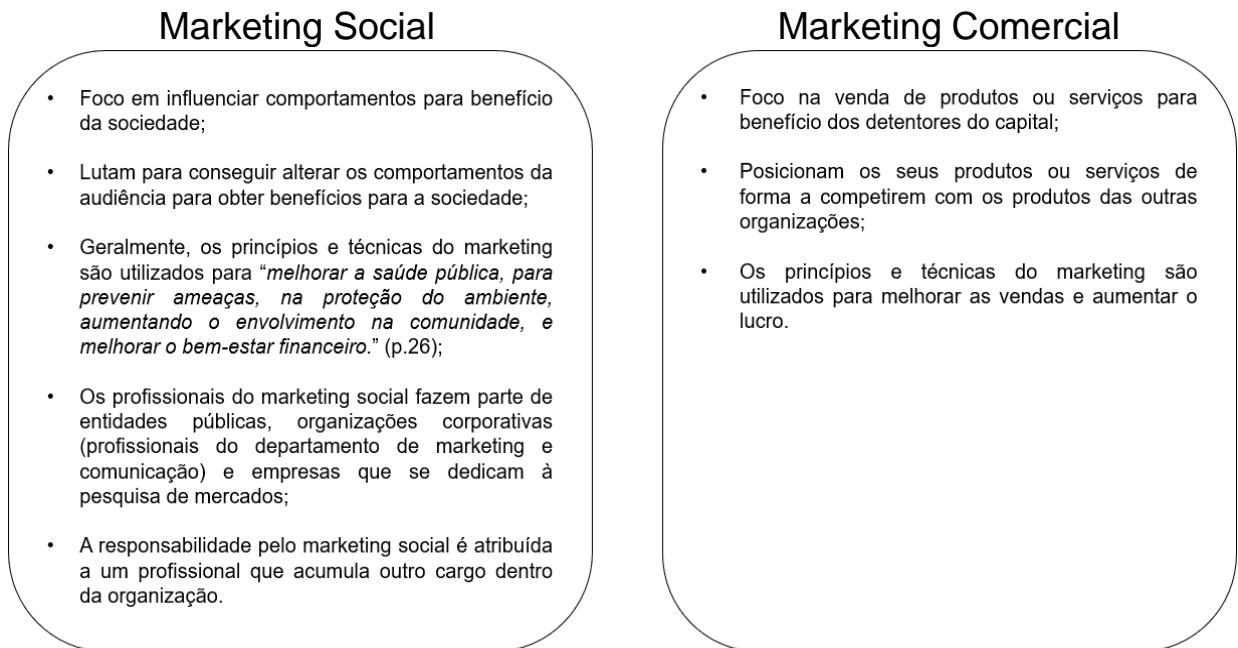 Marketing Social
• Foco em influenciar comportamentos para benefício
da sociedade;
• Lutam para conseguir alterar os comportamentos da
audiência para obter benefícios para a sociedade;
• Geralmente, os princípios e técnicas do marketing
são utilizados para “melhorar a saúde pública, para
prevenir ameaças, na proteção do ambiente,
aumentando o envolvimento na comunidade, e
melhorar o bem-estar financeiro.” (p.26);
• Os profissionais do marketing social fazem parte de
entidades públicas, organizações corporativas
(profissionais do departamento de marketing e
comunicação) e empresas que se dedicam à
pesquisa de mercados;
• A responsabilidade pelo marketing social é atribuída
a um profissional que acumula outro cargo dentro
da organização.
Marketing Comercial
• Foco na venda de produtos ou serviços para
benefício dos detentores do capital;
• Posicionam os seus produtos ou serviços de
forma a competirem com os produtos das outras
organizações;
• Os princípios e técnicas do marketing são
utilizados para melhorar as vendas e aumentar o
lucro.